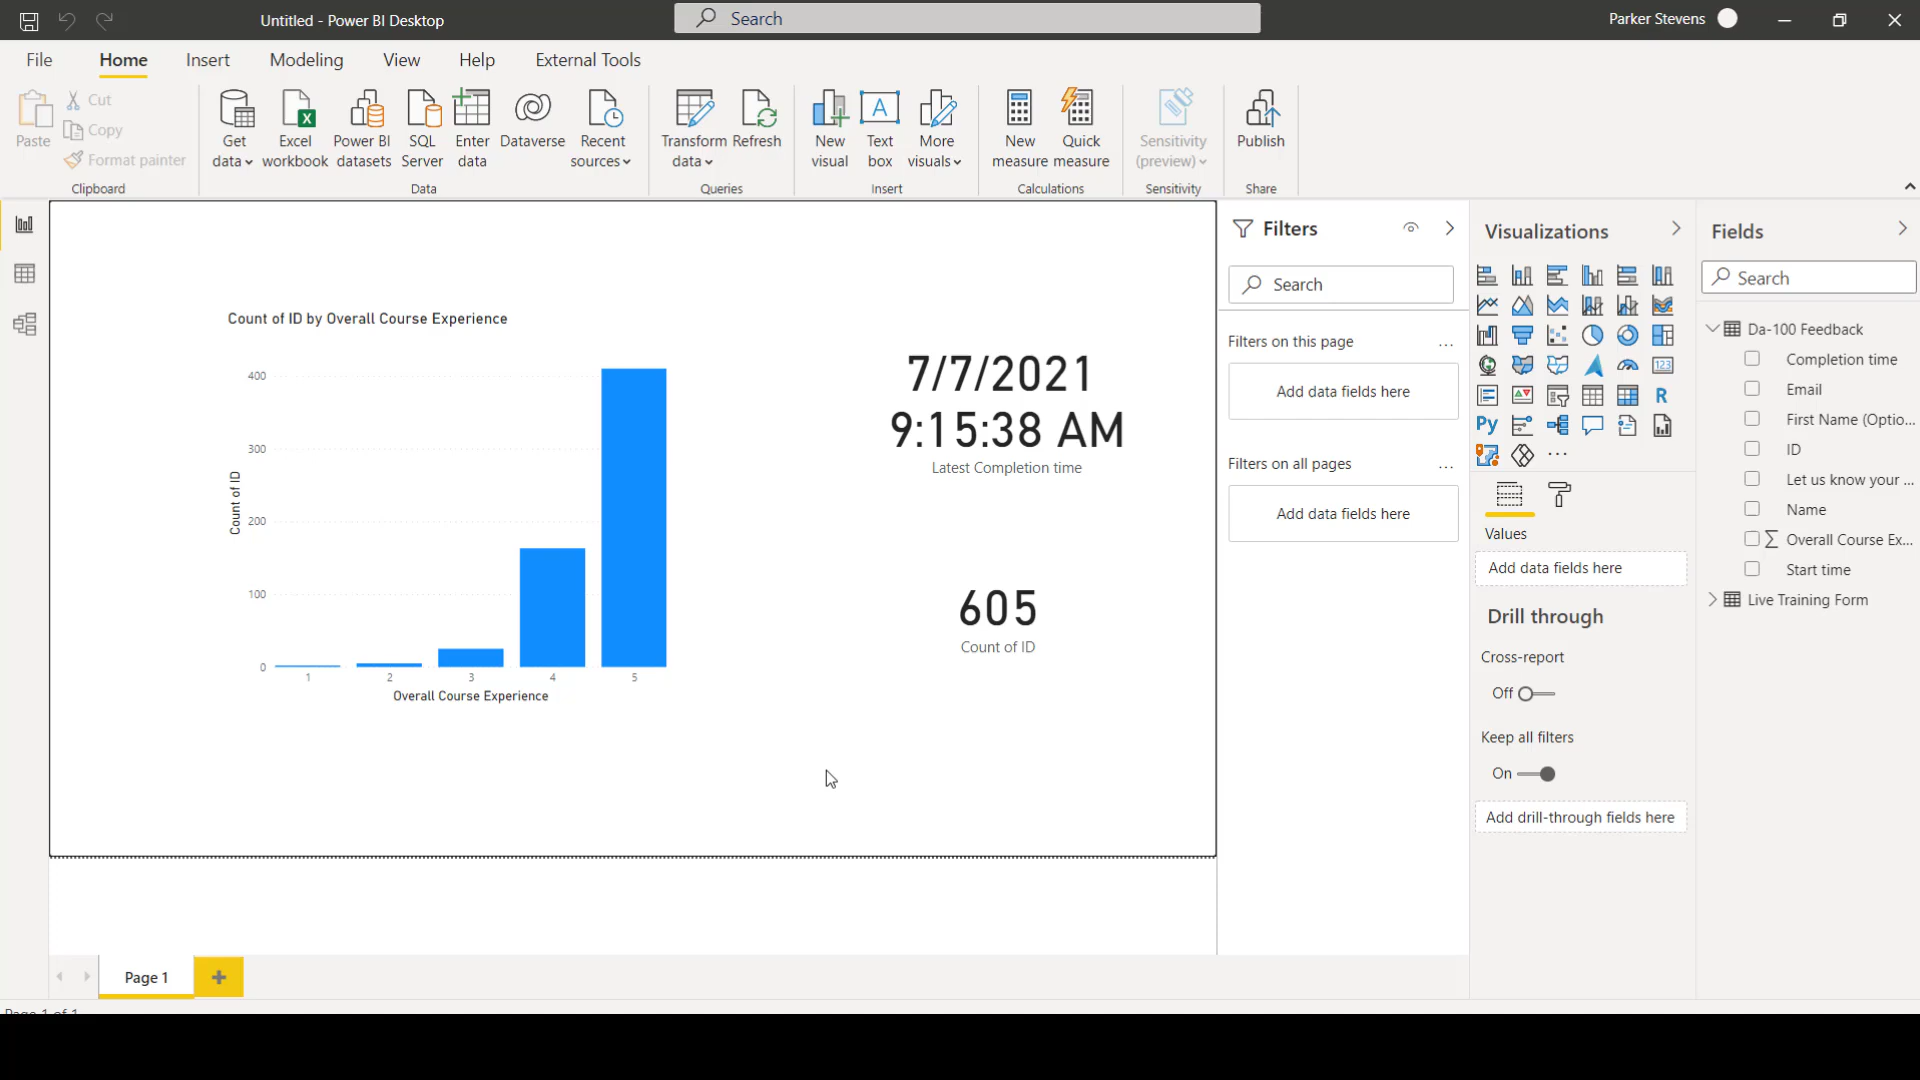 Untitled - Power BI Desktop
Search
Parker Stevens
File
Home
Insert
Modeling
View
Help
External Tools
Paste
Cut
Copy
Format painter
Clipboard
Get data
Excel workbook
Power BI datasets
SQL Server
Enter data
Dataverse
Recent sources
Data
Transform data
Refresh
Queries
New visual
Text box
More visuals
Insert
New measure
Quick measure
Calculations
Sensitivity (preview)
Sensitivity
Publish
Share
Count of ID by Overall Course Experience
400
300
200
100
0
Count of ID
1
2
3
4
5
Overall Course Experience
7/7/2021
9:15:38 AM
Latest Completion time
605
Count of ID
Filters
Search
Filters on this page
...
Add data fields here
Filters on all pages
...
Add data fields here
Visualizations
123
R
Py
...
Values
Add data fields here
Drill through
Cross-report
Off
Keep all filters
On
Add drill-through fields here
Fields
Search
Da-100 Feedback
Completion time
Email
First Name (Optio...
ID
Let us know your ...
Name
Overall Course Ex...
Start time
Live Training Form
Page 1
Page 1 of 1